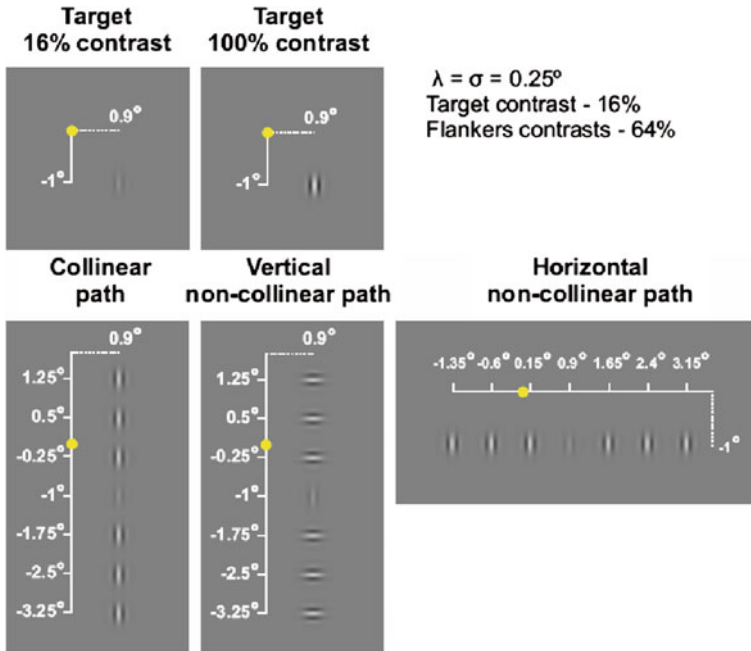 Target
16% contrast
Target
100% contrast
λ = σ = 0.25º
Target contrast - 16%
Flankers contrasts - 64%
0.9°
-1°
0.9°
-1°
Collinear
path
Vertical
non-collinear path
Horizontal
non-collinear path
0.9°
1.25°
0.5°
-0.25°
-1°
-1.75°
-2.5°
-3.25°
0.9°
1.25°
0.5°
-0.25°
-1°
-1.75°
-2.5°
-3.25°
-1.35° -0.6° 0.15° 0.9° 1.65° 2.4° 3.15°
-1°